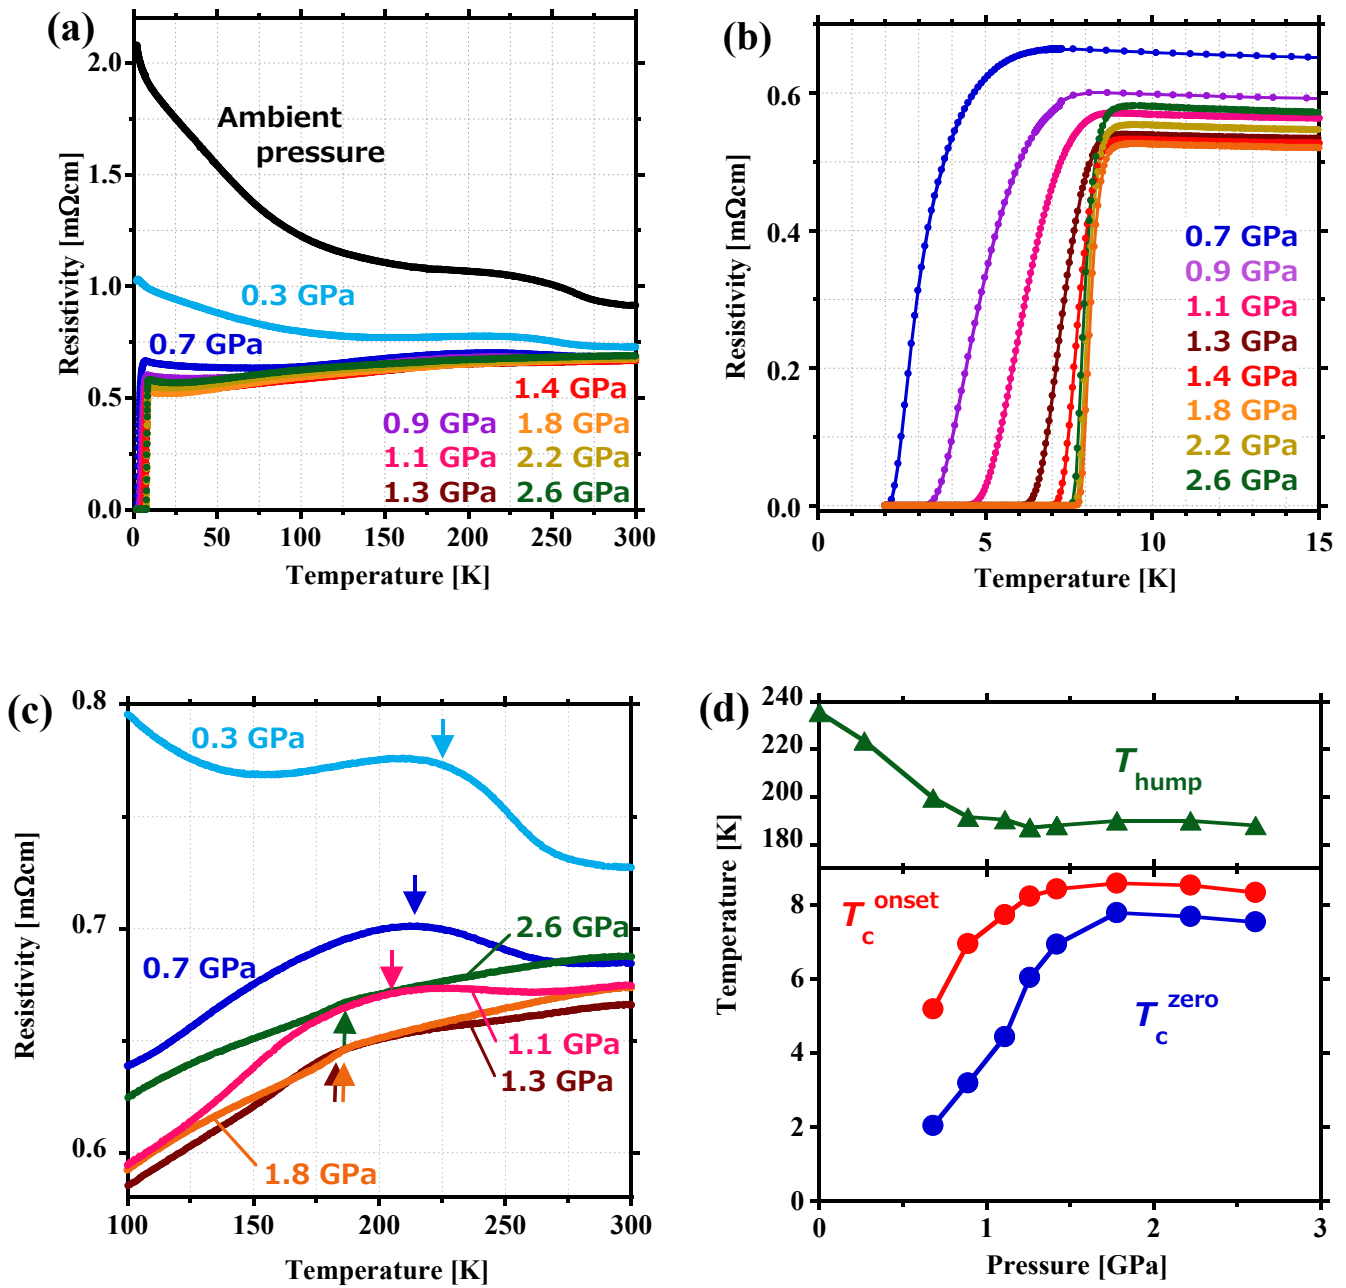 (a)
Resistivity [mΩcm]
2.0
1.5
1.0
0.5
0.0
Ambient
pressure
0.3 GPa
0.7 GPa
1.4 GPa
0.9 GPa 1.8 GPa
1.1 GPa 2.2 GPa
1.3 GPa 2.6 GPa
0 50 100 150 200 250 300
Temperature [K]
(b)
Resistivity [mΩcm]
0.6
0.4
0.2
0.0
0.7 GPa
0.9 GPa
1.1 GPa
1.3 GPa
1.4 GPa
1.8 GPa
2.2 GPa
2.6 GPa
0 5 10 15
Temperature [K]
(c)
Resistivity [mΩcm]
0.8
0.7
0.6
0.3 GPa
0.7 GPa
2.6 GPa
1.1 GPa
1.3 GPa
1.8 GPa
100 150 200 250 300
Temperature [K]
(d)
Temperature [K]
240
220
200
180
8
6
4
2
0
T hump
T c onset
T c zero
0 1 2 3
Pressure [GPa]